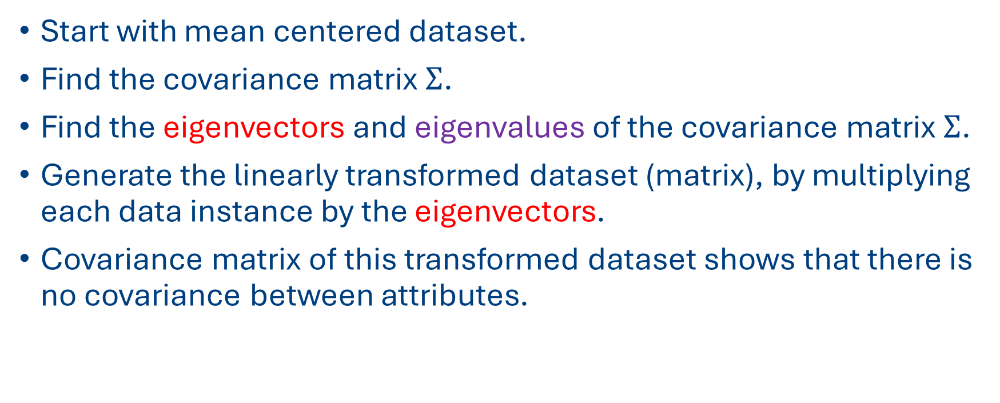 • Start with mean centered dataset.
• Find the covariance matrix Σ.
• Find the eigenvectors and eigenvalues of the covariance matrix Σ.
• Generate the linearly transformed dataset (matrix), by multiplying
each data instance by the eigenvectors.
• Covariance matrix of this transformed dataset shows that there is
no covariance between attributes.